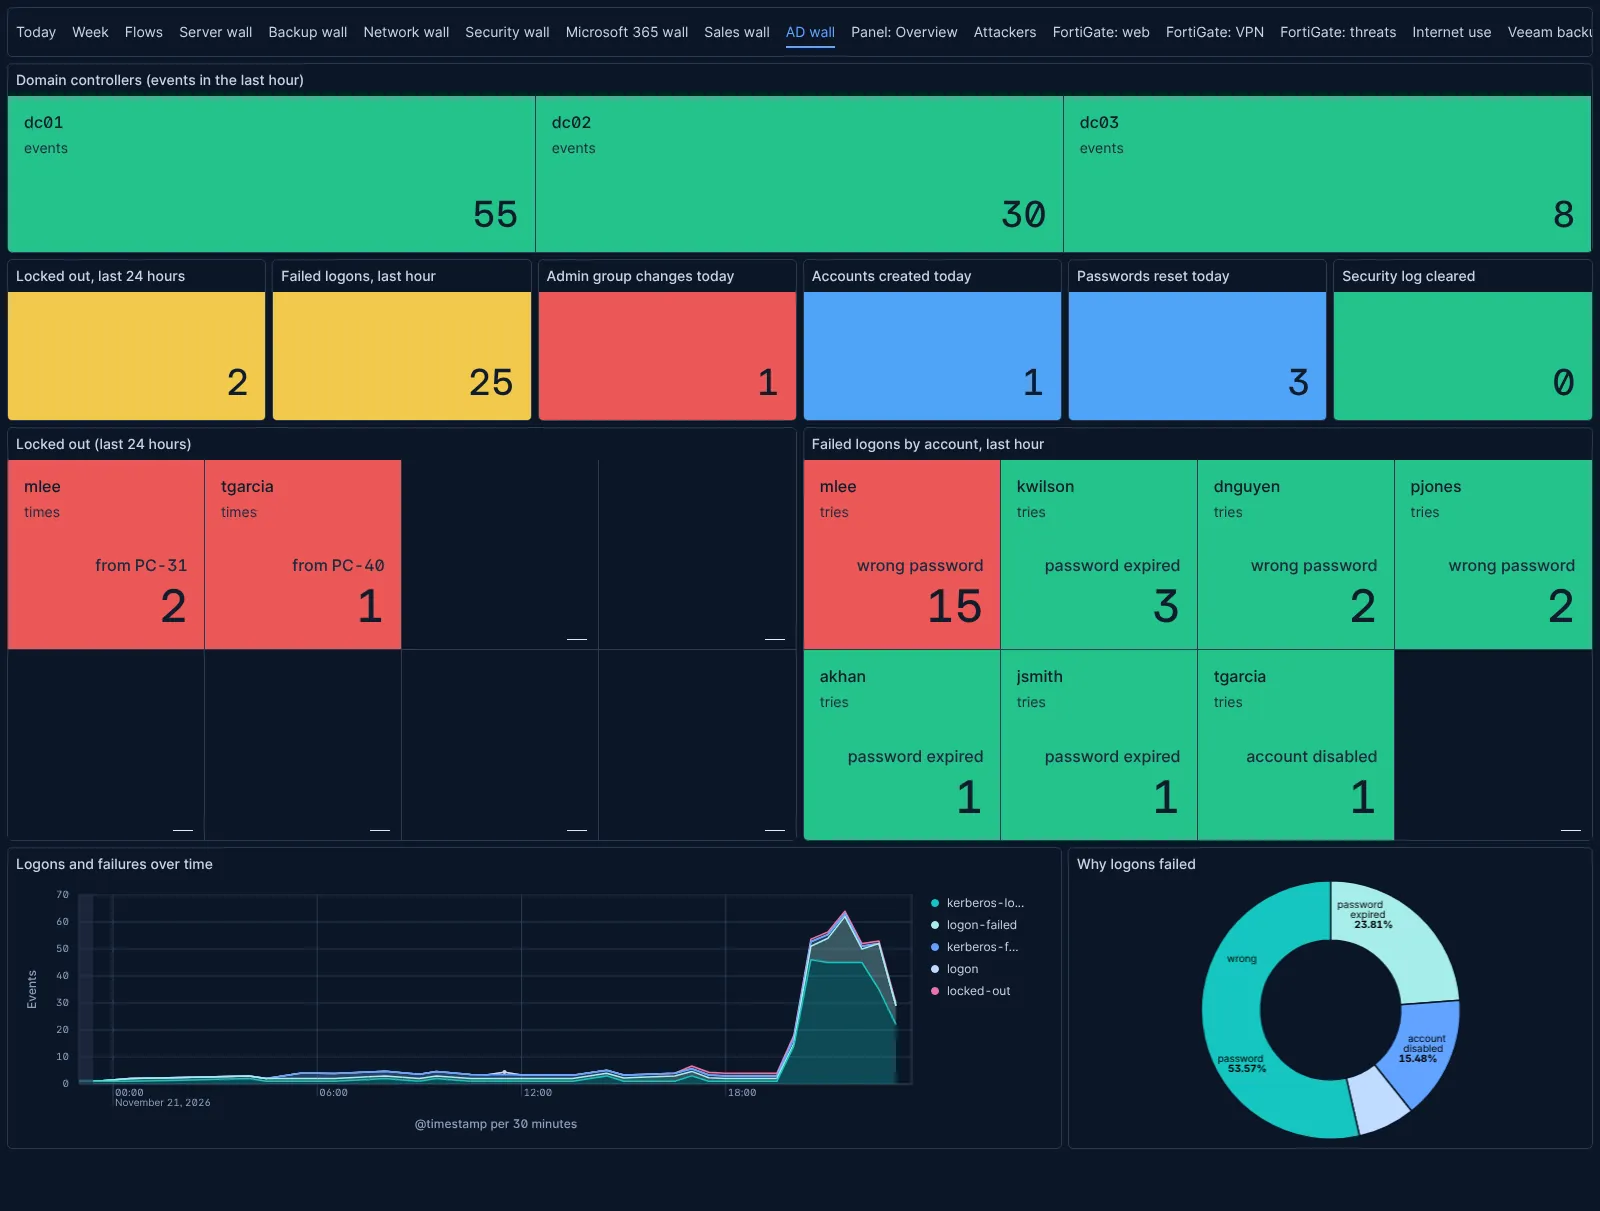 Today Week Flows Server wall Backup wall Network wall Security wall Microsoft 365 wall Sales wall AD wall Panel: Overview Attackers FortiGate: web FortiGate: VPN FortiGate: threats Internet use Veeam backu
Domain controllers (events in the last hour)
dc01
events
55
dc02
events
30
dc03
events
8
Locked out, last 24 hours
2
Failed logons, last hour
25
Admin group changes today
1
Accounts created today
1
Passwords reset today
3
Security log cleared
0
Locked out (last 24 hours)
mlee
times
from PC-31
2
tgarcia
times
from PC-40
1
Failed logons by account, last hour
mlee
tries
wrong password
15
kwilson
tries
password expired
3
dnguyen
tries
wrong password
2
pjones
tries
wrong password
2
akhan
tries
password expired
1
jsmith
tries
password expired
1
tgarcia
tries
account disabled
1
Logons and failures over time
Events
70
60
50
40
30
20
10
0
00:00
November 21, 2026
06:00
12:00
18:00
@timestamp per 30 minutes
kerberos-lo...
logon-failed
kerberos-f...
logon
locked-out
Why logons failed
password
expired
23.81%
wrong
password
53.57%
account
disabled
15.48%